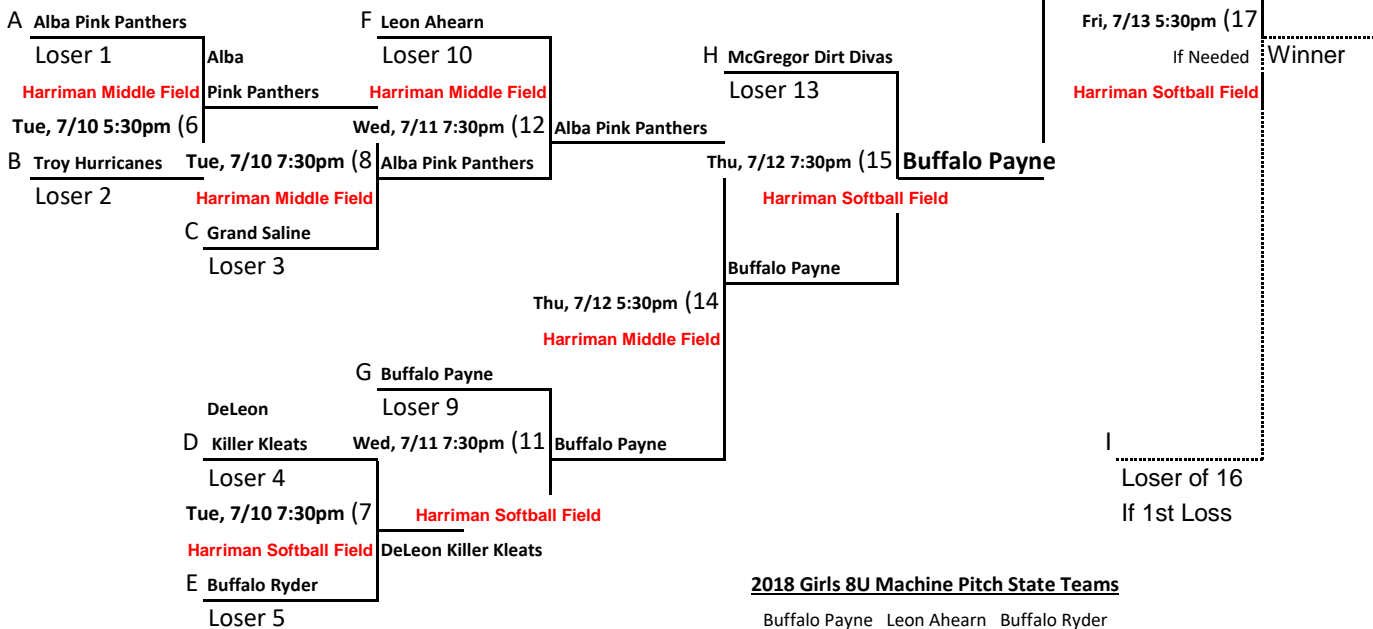 A Alba Pink Panthers F Leon Ahearn Fri, 7/13 5:30pm (17
Loser 1 Alba Loser 10 H McGregor Dirt Divas If Needed Winner
Harriman Middle Field Pink Panthers Harriman Middle Field Loser 13 Harriman Softball Field
Tue, 7/10 5:30pm (6 Wed, 7/11 7:30pm (12 Alba Pink Panthers
B Troy Hurricanes Tue, 7/10 7:30pm (8 Alba Pink Panthers Thu, 7/12 7:30pm (15 Buffalo Payne
Loser 2 Harriman Middle Field Harriman Softball Field
C Grand Saline
Loser 3 Buffalo Payne
Thu, 7/12 5:30pm (14
Harriman Middle Field
G Buffalo Payne
DeLeon Loser 9
D Killer Kleats Wed, 7/11 7:30pm (11 Buffalo Payne I
Loser 4 Loser of 16
Tue, 7/10 7:30pm (7 Harriman Softball Field If 1st Loss
Harriman Softball Field DeLeon Killer Kleats
E Buffalo Ryder 2018 Girls 8U Machine Pitch State Teams
Loser 5 Buffalo Payne Leon Ahearn Buffalo Ryder